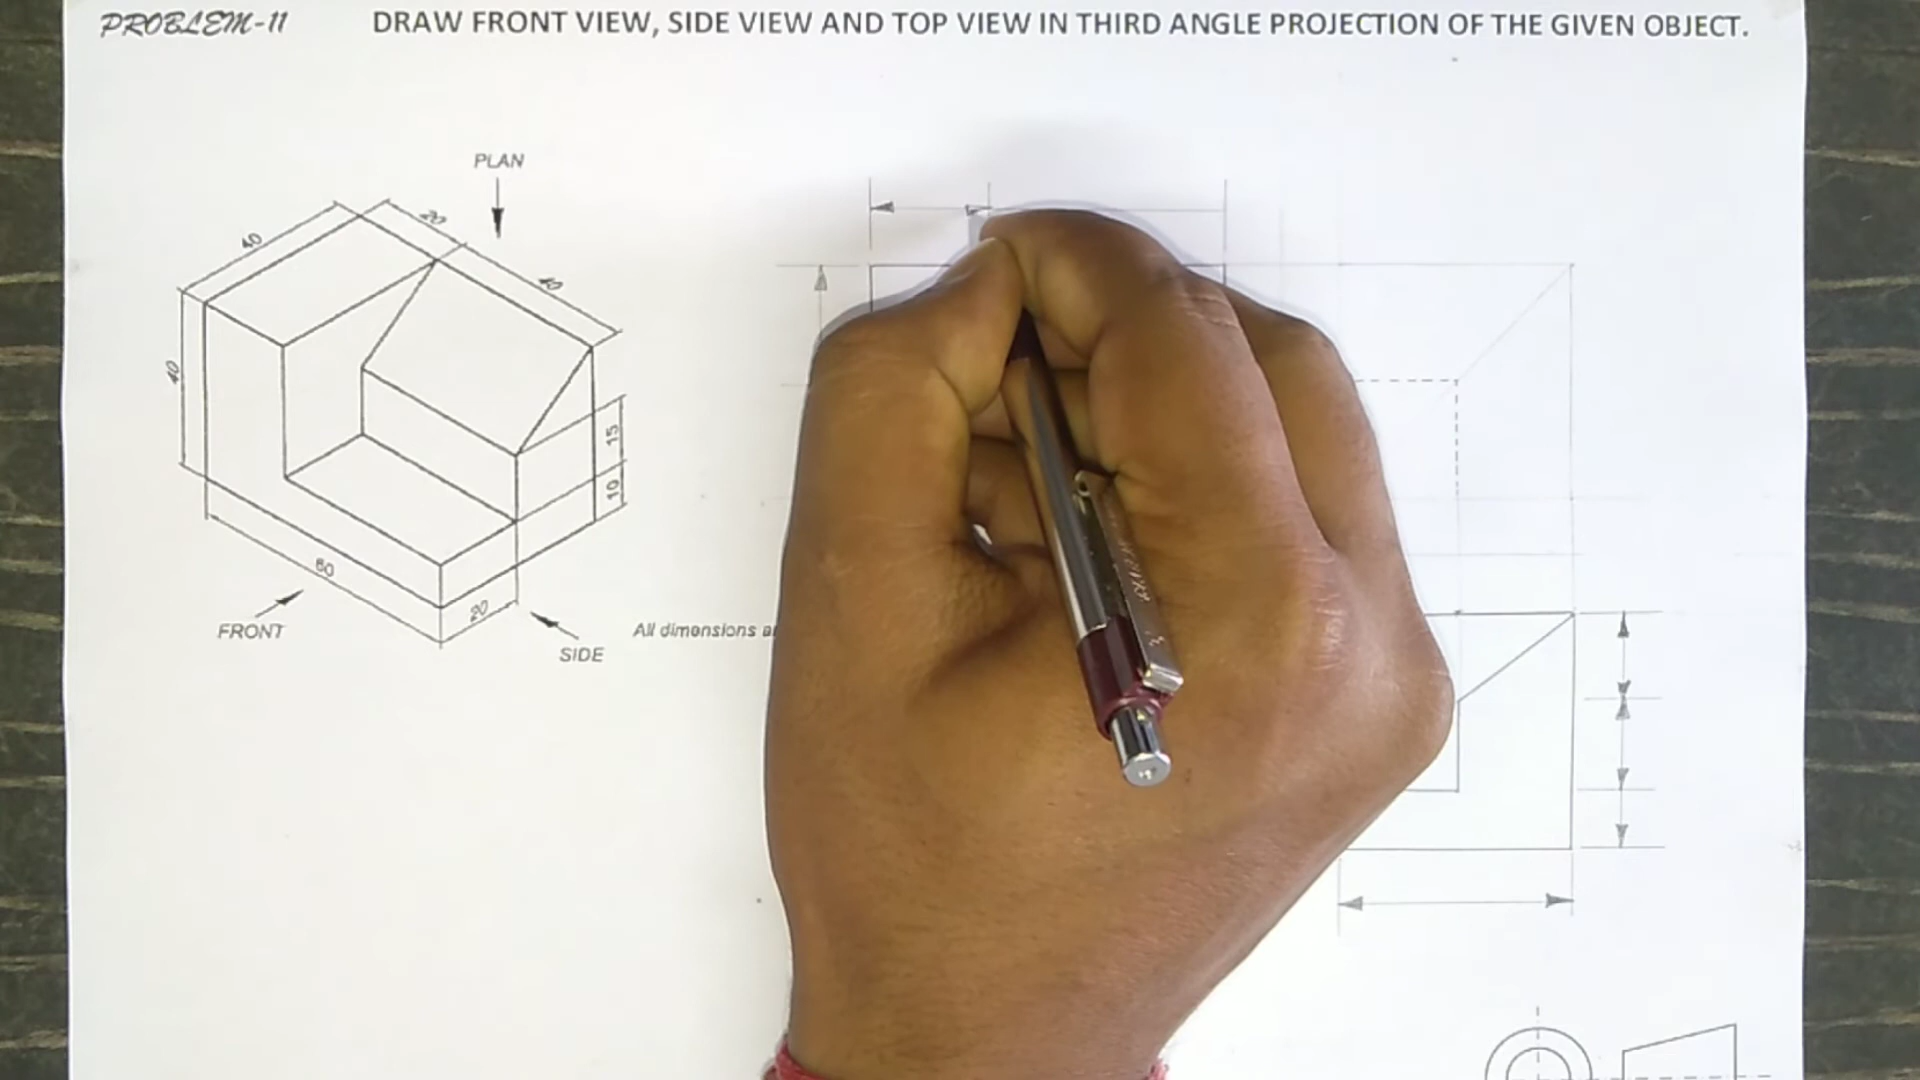 PROBLEM-11
DRAW FRONT VIEW, SIDE VIEW AND TOP VIEW IN THIRD ANGLE PROJECTION OF THE GIVEN OBJECT.
PLAN
40
20
40
40
15
10
60
20
FRONT
SIDE
All dimensions